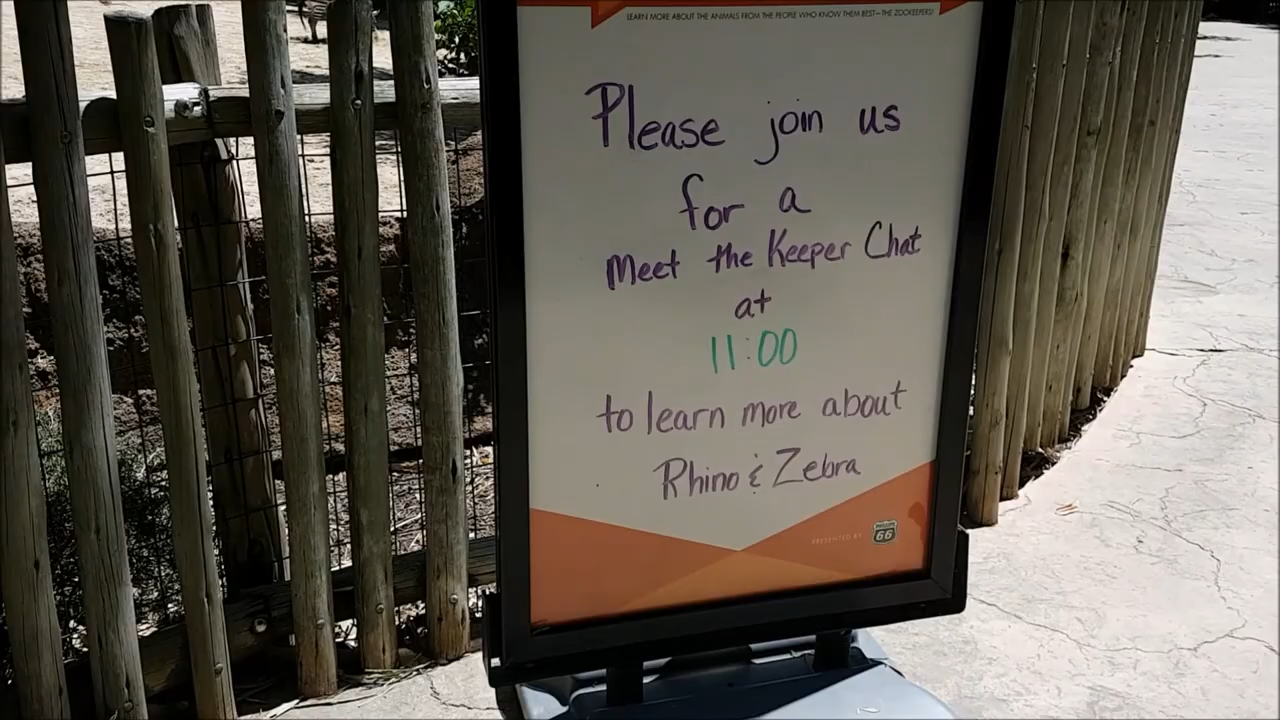 LEARN MORE ABOUT THE ANIMALS FROM THE PEOPLE WHO KNOW THEM BEST—THE ZOOKEEPERS!
Please join us
for a
Meet the Keeper Chat
at
11:00
to learn more about
Rhino & Zebra
PRESENTED BY
PHILLIPS
66